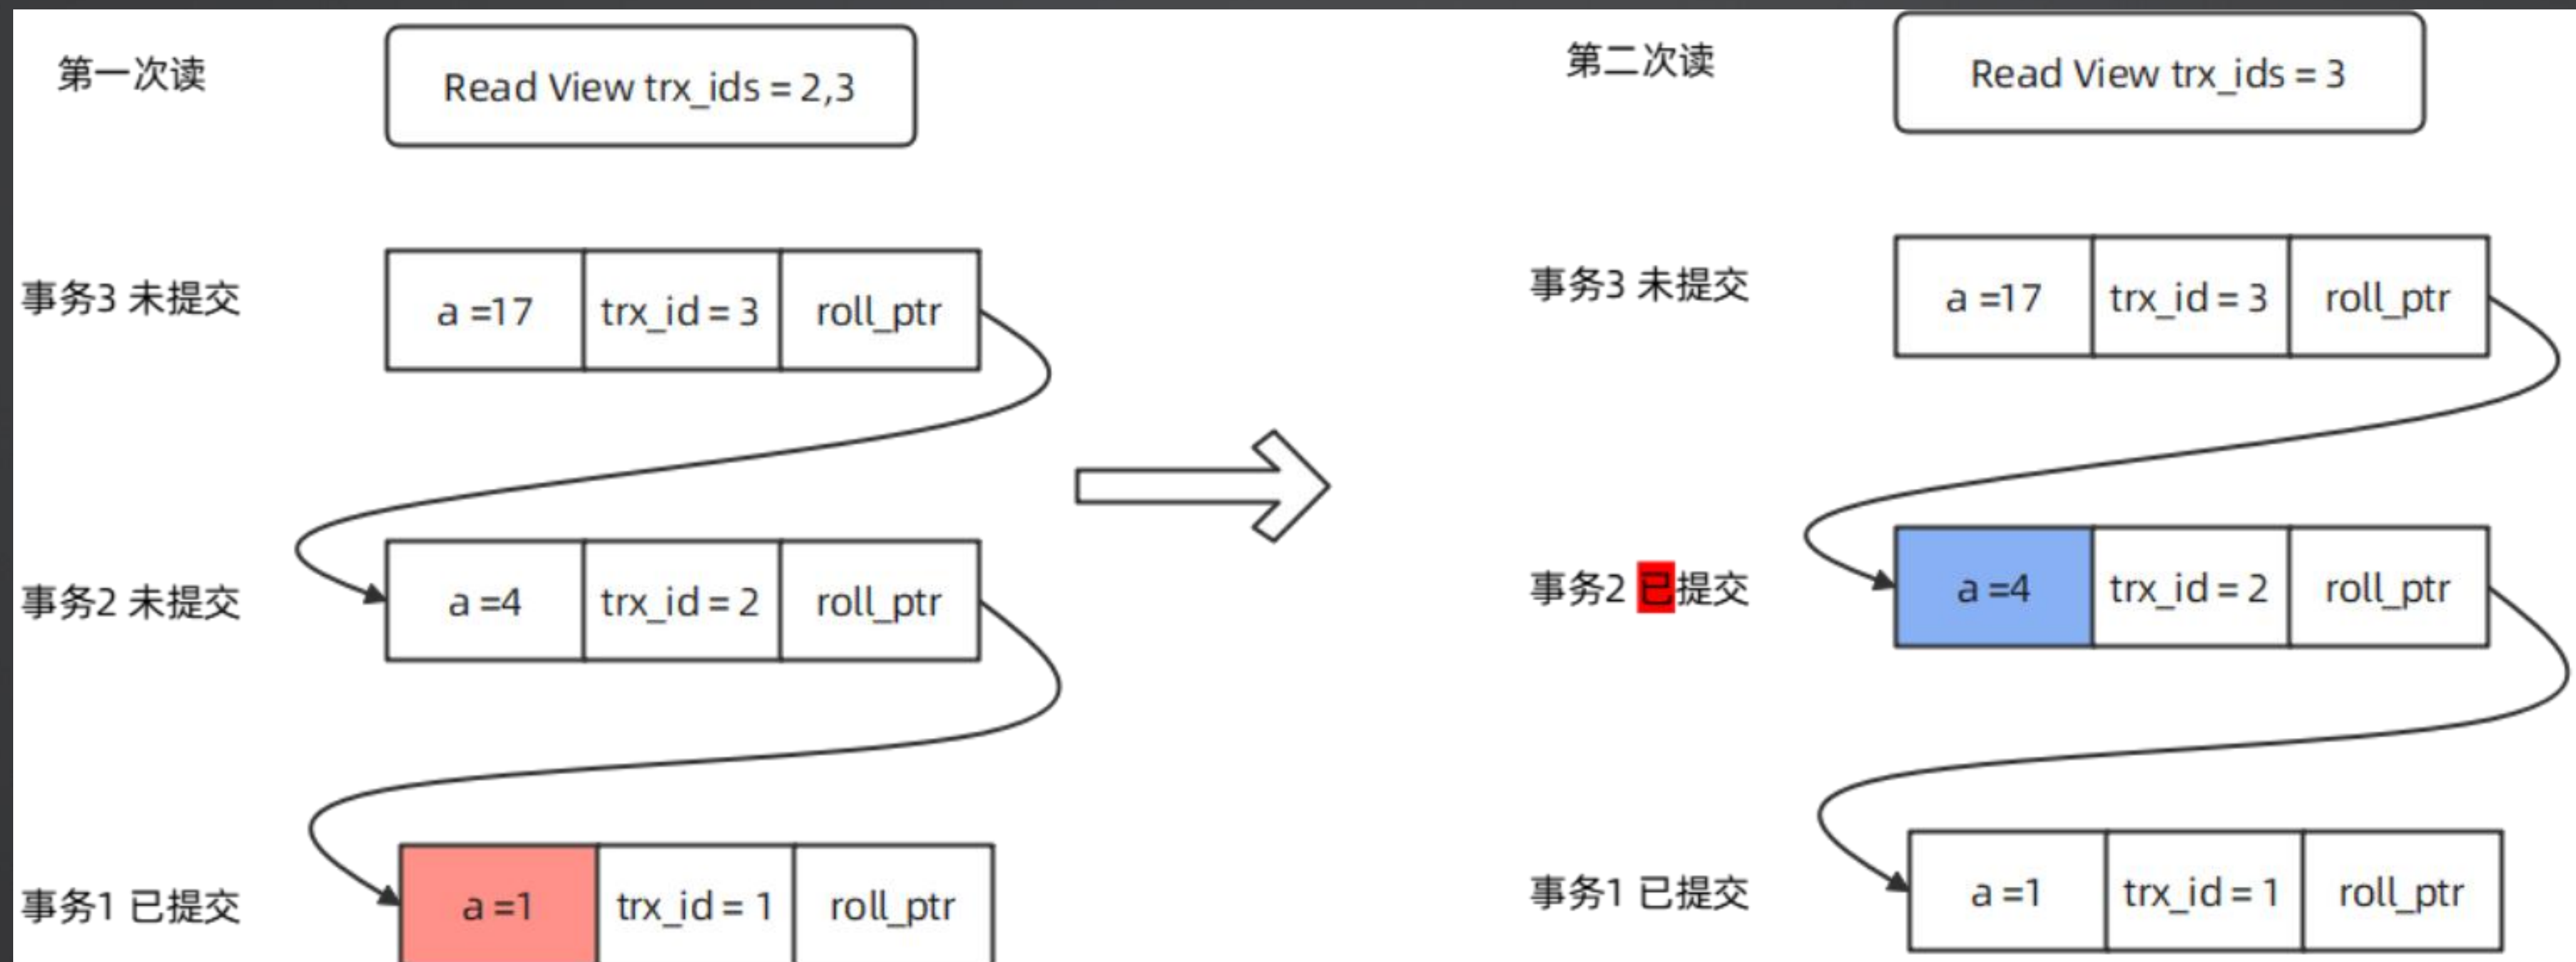 第一次读
Read View trx_ids = 2,3
事务3 未提交
a =17 trx_id = 3 roll_ptr
事务2 未提交
a =4 trx_id = 2 roll_ptr
事务1 已提交
a =1 trx_id = 1 roll_ptr
第二次读
Read View trx_ids = 3
事务3 未提交
a =17 trx_id = 3 roll_ptr
事务2 已提交
a =4 trx_id = 2 roll_ptr
事务1 已提交
a =1 trx_id = 1 roll_ptr